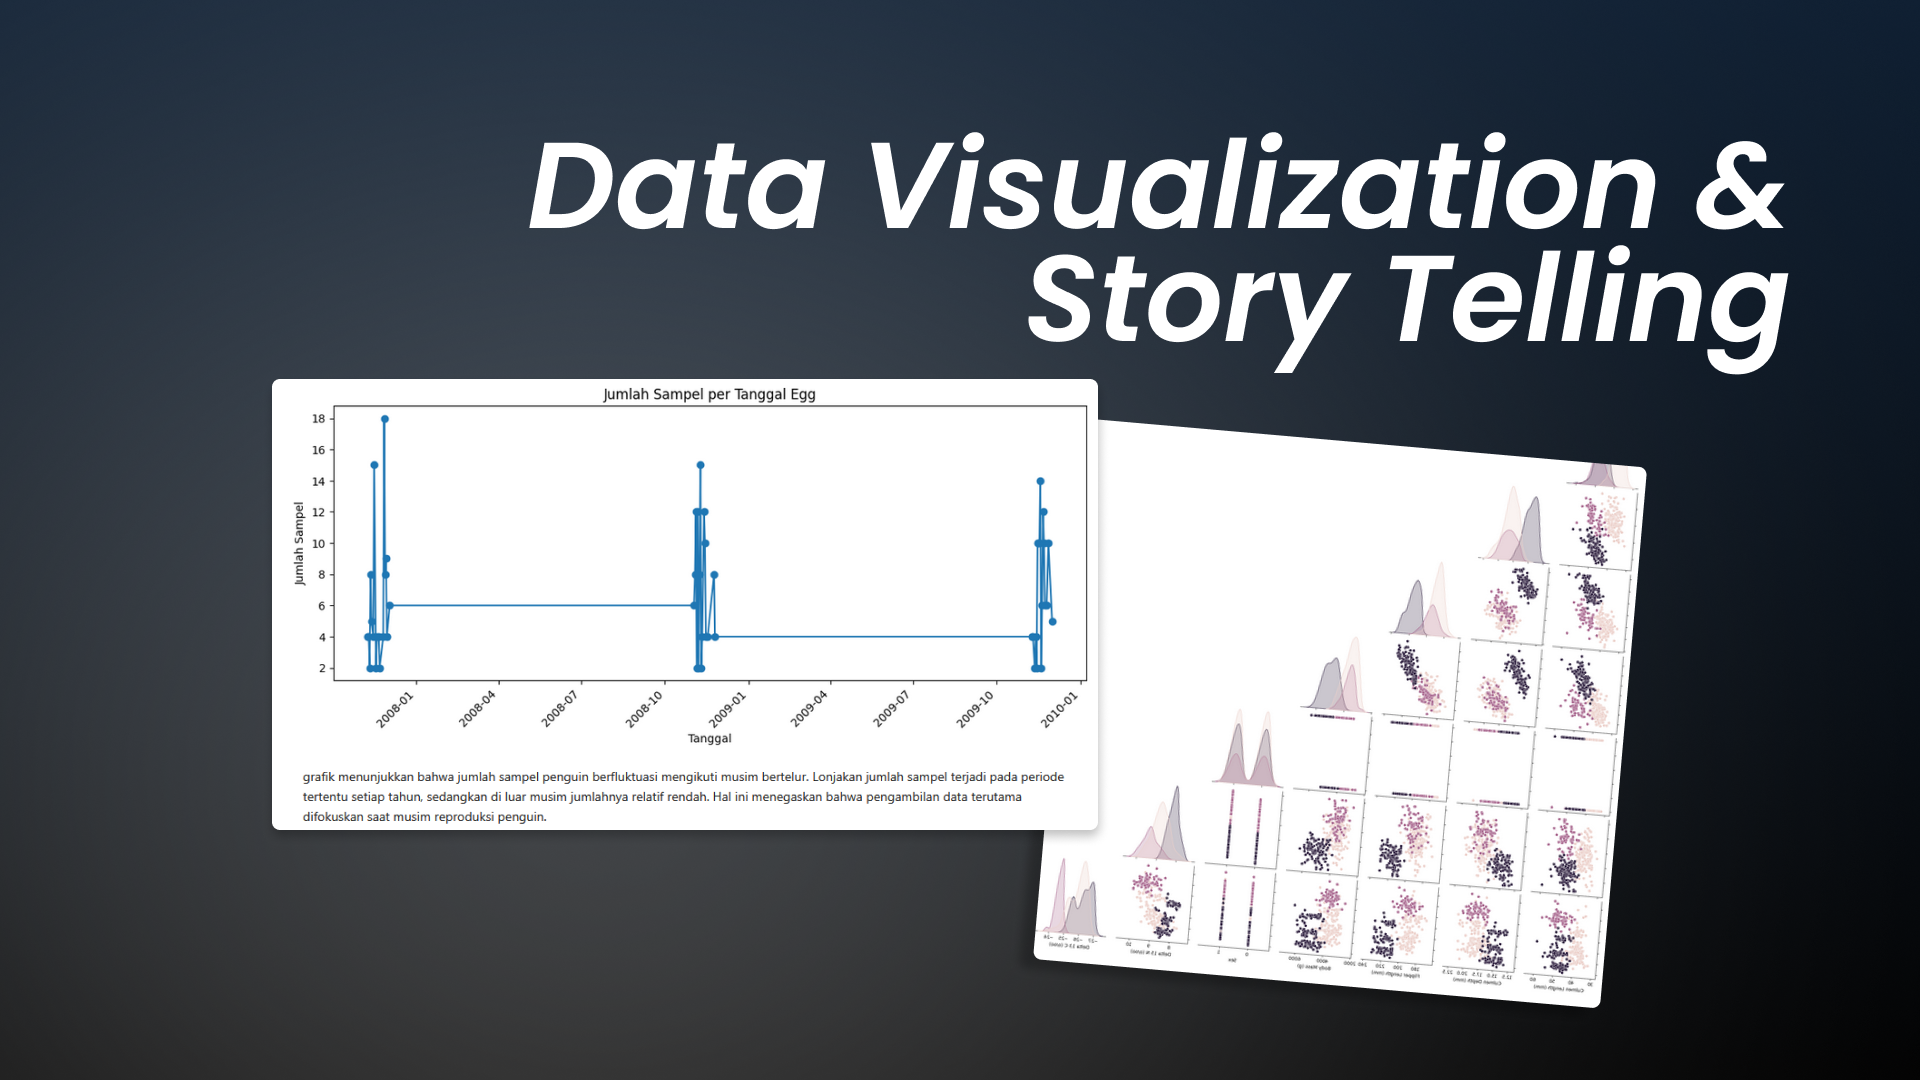 Data Visualization &
Story Telling
Jumlah Sampel per Tanggal Egg
18
16
14
12
10
8
6
4
2
Jumlah Sampel
2008-01
2008-04
2008-07
2008-10
2009-01
2009-04
2009-07
2009-10
2010-01
Tanggal
grafik menunjukkan bahwa jumlah sampel penguin berfluktuasi mengikuti musim bertelur. Lonjakan jumlah sampel terjadi pada periode
tertentu setiap tahun, sedangkan di luar musim jumlahnya relatif rendah. Hal ini menegaskan bahwa pengambilan data terutama
difokuskan saat musim reproduksi penguin.
Delta 13 C (o/oo)
Delta 15 N (o/oo)
Sex
Body Mass (g)
Flipper Length (mm)
Culmen Depth (mm)
Culmen Length (mm)